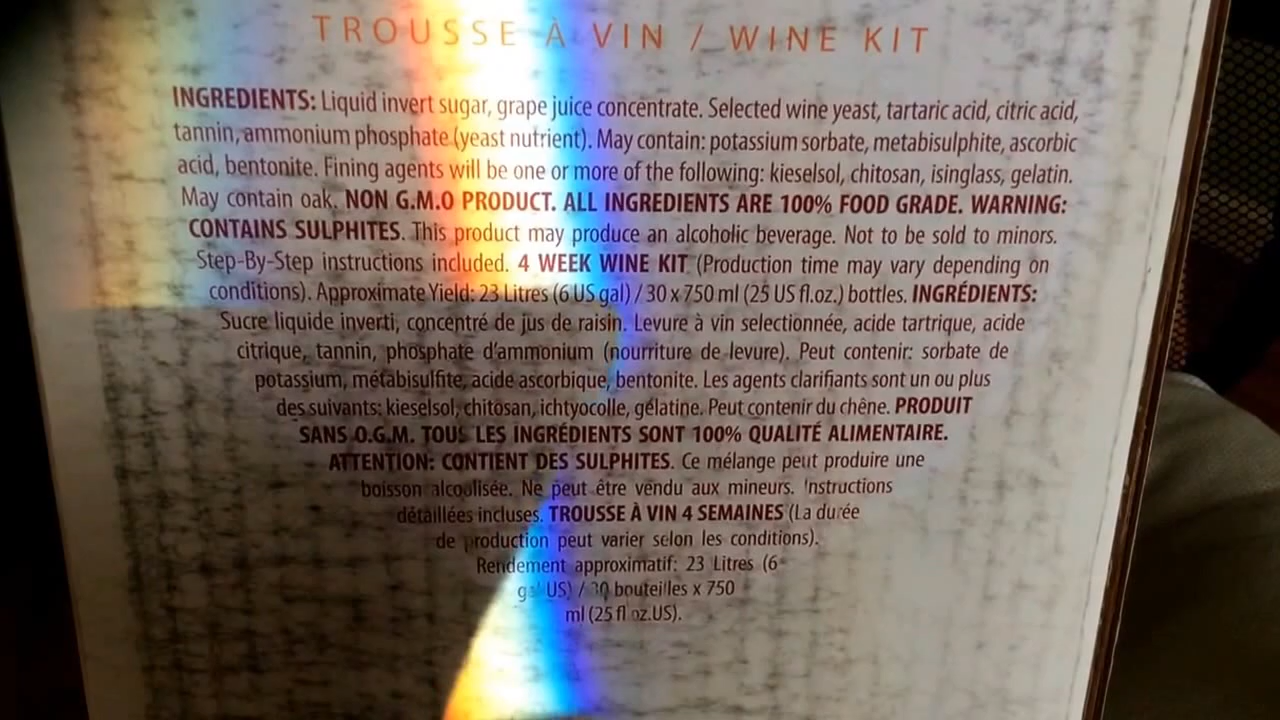 TROUSSE À VIN / WINE KIT
INGREDIENTS: Liquid invert sugar, grape juice concentrate. Selected wine yeast, tartaric acid, citric acid,
tannin, ammonium phosphate (yeast nutrient). May contain: potassium sorbate, metabisulphite, ascorbic
acid, bentonite. Fining agents will be one or more of the following: kieselsol, chitosan, isinglass, gelatin.
May contain oak. NON G.M.O PRODUCT. ALL INGREDIENTS ARE 100% FOOD GRADE. WARNING:
CONTAINS SULPHITES. This product may produce an alcoholic beverage. Not to be sold to minors.
Step-By-Step instructions included. 4 WEEK WINE KIT (Production time may vary depending on
conditions). Approximate Yield: 23 Litres (6 US gal) / 30 x 750 ml (25 US fl.oz.) bottles. INGRÉDIENTS:
Sucre liquide inverti, concentré de jus de raisin. Levure à vin selectionnée, acide tartrique, acide
citrique, tannin, phosphate d'ammonium (nourriture de levure). Peut contenir: sorbate de
potassium, métabisulfite, acide ascorbique, bentonite. Les agents clarifiants sont un ou plus
des suivants: kieselsol, chitosan, ichtyocolle, gélatine. Peut contenir du chêne. PRODUIT
SANS O.G.M. TOUS LES INGRÉDIENTS SONT 100% QUALITÉ ALIMENTAIRE.
ATTENTION: CONTIENT DES SULPHITES. Ce mélange peut produire une
boisson alcoolisée. Ne peut être vendu aux mineurs. Instructions
détaillées incluses. TROUSSE À VIN 4 SEMAINES (La durée
de production peut varier selon les conditions).
Rendement approximatif: 23 Litres (6
gal US) / 30 bouteilles x 750
ml (25 fl oz.US).